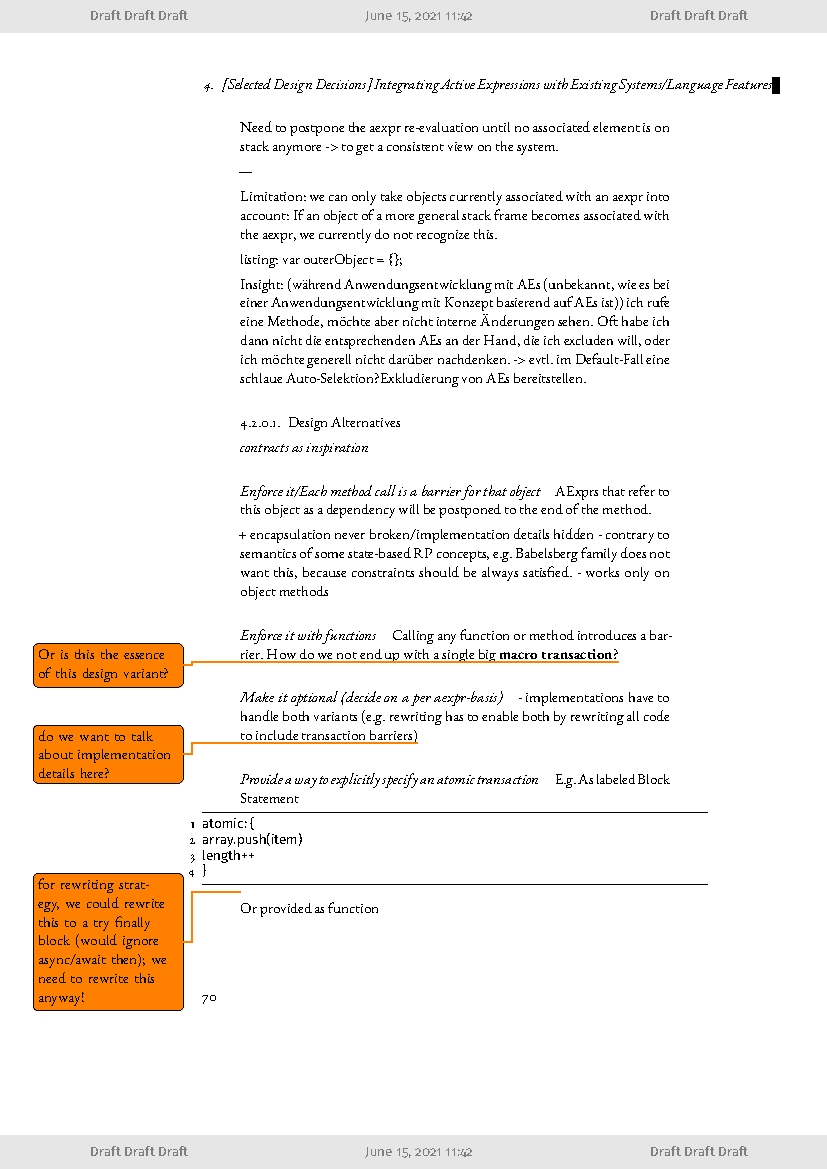 Draft Draft Draft June 15, 2021 11:42 Draft Draft Draft
4. [Selected Design Decisions] Integrating Active Expressions with Existing Systems/Language Features
Need to postpone the aexpr re-evaluation until no associated element is on
stack anymore -> to get a consistent view on the system.
—
Limitation: we can only take objects currently associated with an aexpr into
account: If an object of a more general stack frame becomes associated with
the aexpr, we currently do not recognize this.
listing: var outerObject = {};
Insight: (während Anwendungsentwicklung mit AEs (unbekannt, wie es bei
einer Anwendungsentwicklung mit Konzept basierend auf AEs ist)) ich rufe
eine Methode, möchte aber nicht interne Änderungen sehen. Oft habe ich
dann nicht die entsprechenden AEs an der Hand, die ich excluden will, oder
ich möchte generell nicht darüber nachdenken. -> evtl. im Default-Fall eine
schlaue Auto-Selektion?Exkludierung von AEs bereitstellen.
4.2.0.1. Design Alternatives
contracts as inspiration
Enforce it/Each method call is a barrier for that object AExprs that refer to
this object as a dependency will be postponed to the end of the method.
+ encapsulation never broken/implementation details hidden - contrary to
semantics of some state-based RP concepts, e.g. Babelsberg family does not
want this, because constraints should be always satisfied. - works only on
object methods
Enforce it with functions Calling any function or method introduces a bar-
rier. How do we not end up with a single big macro transaction?
Or is this the essence
of this design variant?
Make it optional (decide on a per aexpr-basis) - implementations have to
handle both variants (e.g. rewriting has to enable both by rewriting all code
to include transaction barriers)
do we want to talk
about implementation
details here?
Provide a way to explicitly specify an atomic transaction E.g. As labeled Block
Statement
1 atomic: {
2 array.push(item)
3 length++
4 }
for rewriting strat-
egy, we could rewrite
this to a try finally
block (would ignore
async/await then); we
need to rewrite this
anyway!
Or provided as function
70
Draft Draft Draft June 15, 2021 11:42 Draft Draft Draft